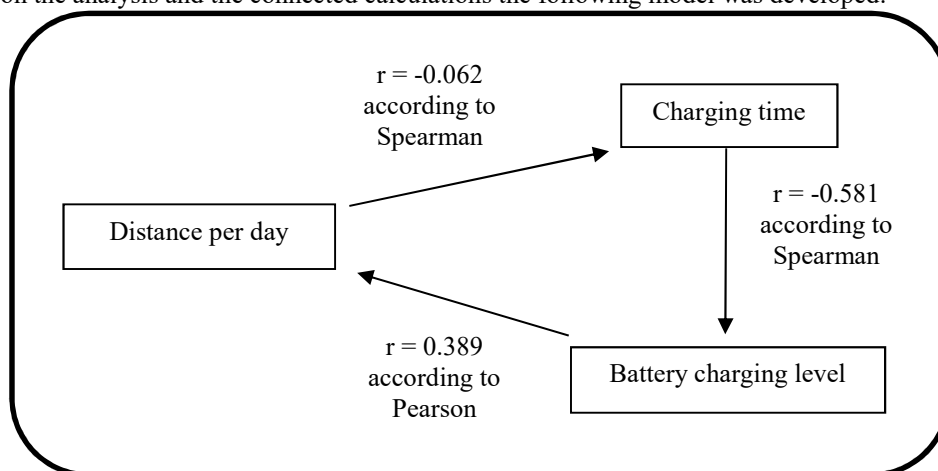 on the analysis and the connected calculations the following model was developed:
r = -0.062
according to
Spearman
Charging time
r = -0.581
according to
Spearman
Distance per day
r = 0.389
according to
Pearson
Battery charging level